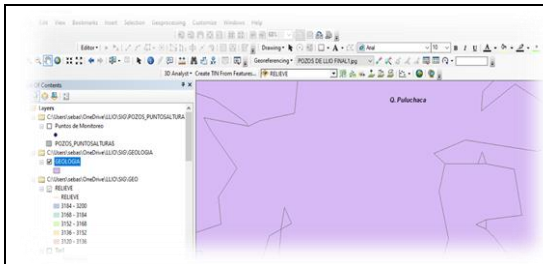 File View Bookmarks Insert Selection Geoprocessing Customize Windows Help
Editor Drawing Arial 10 B I U A
Georeferencing POZOS DE LLIO FINAL1.jpg
3D Analyst Create TIN From Features... RELIEVE
Of Contents
Layers
C:\Users\sebas\OneDrive\LLIO\SIG\POZOS_PUNTOSALTURA
Puntos de Monitoreo
POZOS_PUNTOSALTURAS
C:\Users\sebas\OneDrive\LLIO\SIG\GEOLOGIA
GEOLOGIA
C:\Users\sebas\OneDrive\LLIO\SIG\GEO
RELIEVE
RELIEVE
3184 - 3200
3168 - 3184
3152 - 3168
3136 - 3152
3120 - 3136
Q. Poluchaca